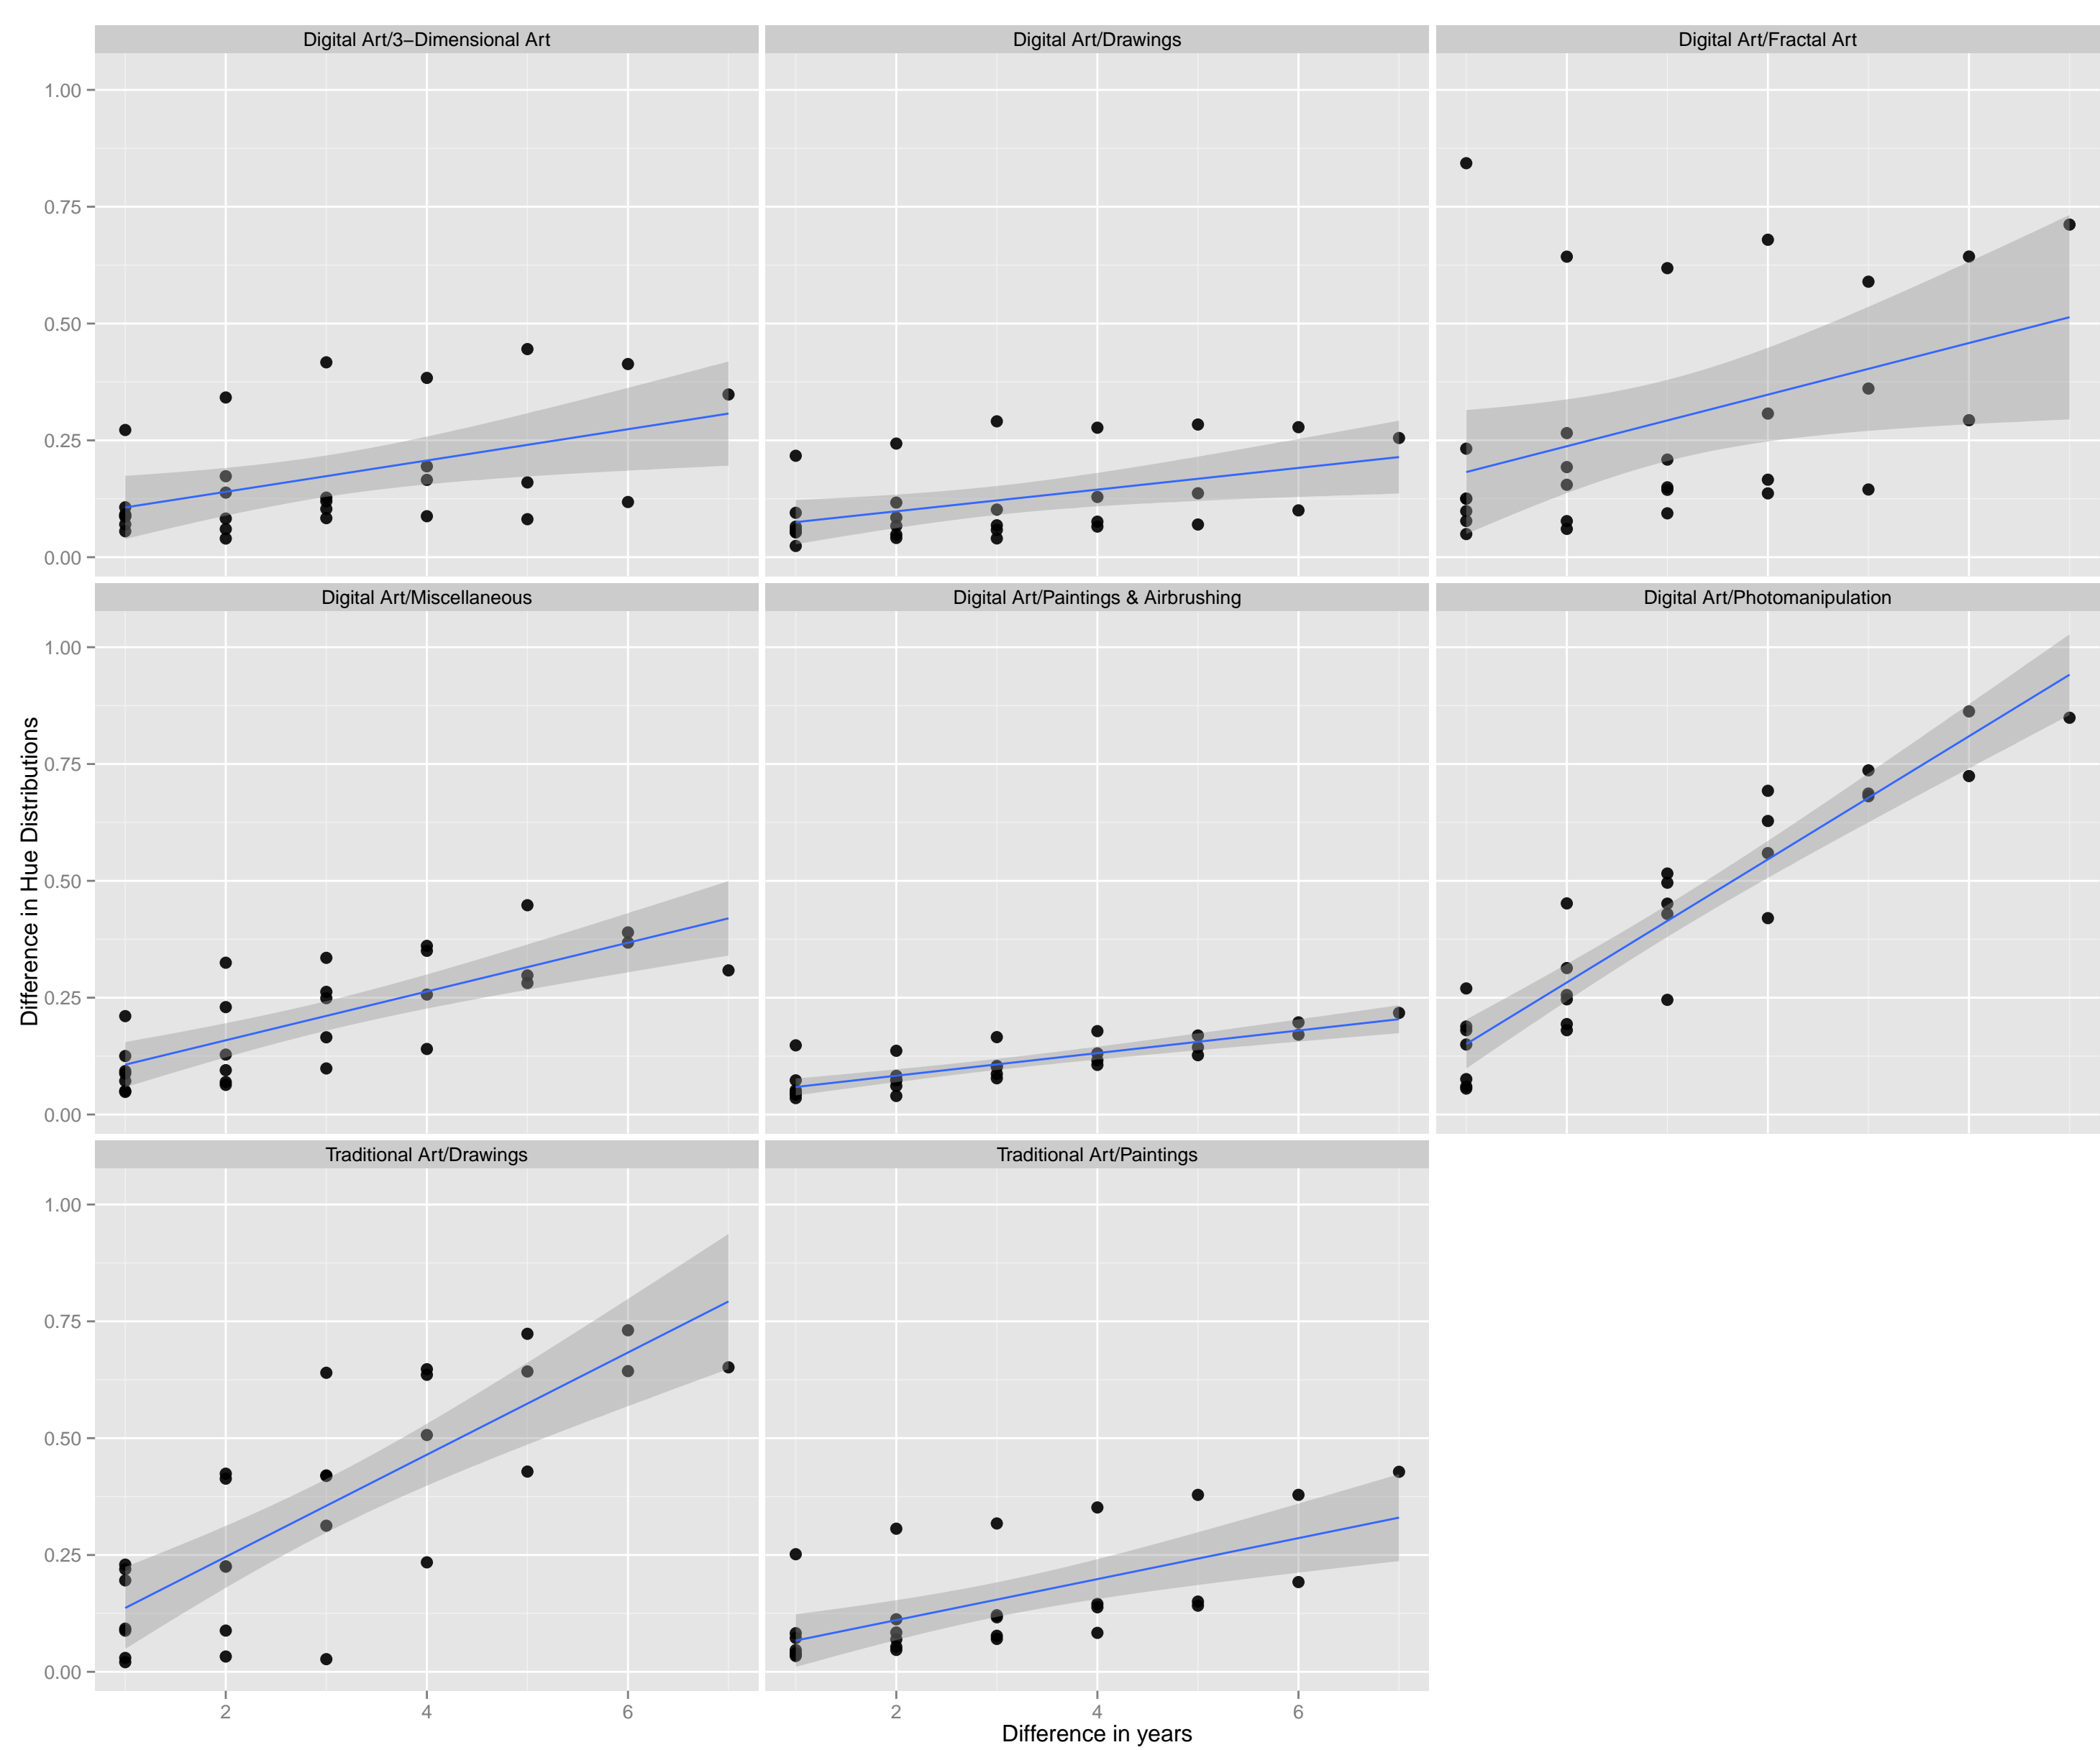 Digital Art/3−Dimensional Art
Digital Art/Drawings
Digital Art/Fractal Art
1.00
0.75
0.50
0.25
0.00
Digital Art/Miscellaneous
Digital Art/Paintings & Airbrushing
Digital Art/Photomanipulation
1.00
0.75
0.50
0.25
0.00
Difference in Hue Distributions
Traditional Art/Drawings
Traditional Art/Paintings
1.00
0.75
0.50
0.25
0.00
2 4 6 2 4 6
Difference in years